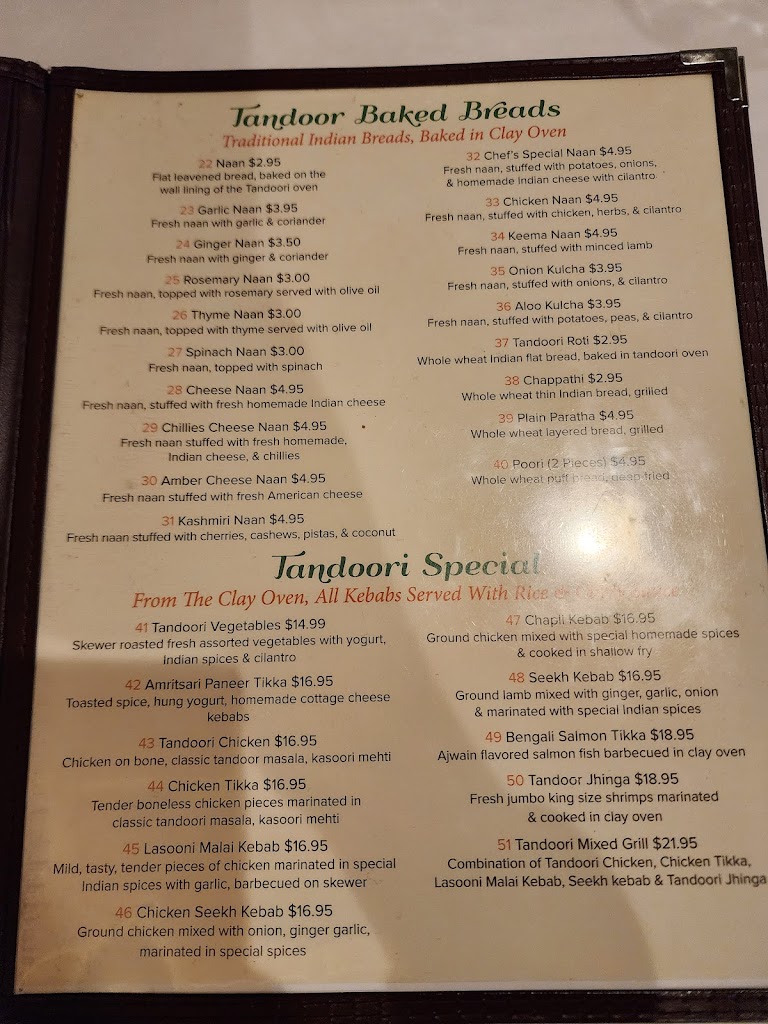 Tandoor Baked Breads
Traditional Indian Breads, Baked in Clay Oven
22 Naan $2.95
Flat leavened bread, baked on the
wall lining of the Tandoori oven
23 Garlic Naan $3.95
Fresh naan with garlic & coriander
24 Ginger Naan $3.50
Fresh naan with ginger & coriander
25 Rosemary Naan $3.00
Fresh naan, topped with rosemary served with olive oil
26 Thyme Naan $3.00
Fresh naan, topped with thyme served with olive oil
27 Spinach Naan $3.00
Fresh naan, topped with spinach
28 Cheese Naan $4.95
Fresh naan, stuffed with fresh homemade Indian cheese
29 Chillies Cheese Naan $4.95
Fresh naan stuffed with fresh homemade,
Indian cheese, & chillies
30 Amber Cheese Naan $4.95
Fresh naan stuffed with fresh American cheese
31 Kashmiri Naan $4.95
Fresh naan stuffed with cherries, cashews, pistas, & coconut
32 Chef's Special Naan $4.95
Fresh naan, stuffed with potatoes, onions,
& homemade Indian cheese with cilantro
33 Chicken Naan $4.95
Fresh naan, stuffed with chicken, herbs, & cilantro
34 Keema Naan $4.95
Fresh naan, stuffed with minced lamb
35 Onion Kulcha $3.95
Fresh naan, stuffed with onions, & cilantro
36 Aloo Kulcha $3.95
Fresh naan, stuffed with potatoes, peas, & cilantro
37 Tandoori Roti $2.95
Whole wheat Indian flat bread, baked in tandoori oven
38 Chappathi $2.95
Whole wheat thin Indian bread, grilled
39 Plain Paratha $4.95
Whole wheat layered bread, grilled
40 Poori (2 Pieces) $4.95
Whole wheat puff bread, deep fried
Tandoori Special
From The Clay Oven, All Kebabs Served With Rice &
41 Tandoori Vegetables $14.99
Skewer roasted fresh assorted vegetables with yogurt,
Indian spices & cilantro
42 Amritsari Paneer Tikka $16.95
Toasted spice, hung yogurt, homemade cottage cheese
kebabs
43 Tandoori Chicken $16.95
Chicken on bone, classic tandoor masala, kasoori mehti
44 Chicken Tikka $16.95
Tender boneless chicken pieces marinated in
classic tandoori masala, kasoori mehti
45 Lasooni Malai Kebab $16.95
Mild, tasty, tender pieces of chicken marinated in special
Indian spices with garlic, barbecued on skewer
46 Chicken Seekh Kebab $16.95
Ground chicken mixed with onion, ginger garlic,
marinated in special spices
47 Chapli Kebab $16.95
Ground chicken mixed with special homemade spices
& cooked in shallow fry
48 Seekh Kebab $16.95
Ground lamb mixed with ginger, garlic, onion
& marinated with special Indian spices
49 Bengali Salmon Tikka $18.95
Ajwain flavored salmon fish barbecued in clay oven
50 Tandoor Jhinga $18.95
Fresh jumbo king size shrimps marinated
& cooked in clay oven
51 Tandoori Mixed Grill $21.95
Combination of Tandoori Chicken, Chicken Tikka,
Lasooni Malai Kebab, Seekh kebab & Tandoori Jhinga